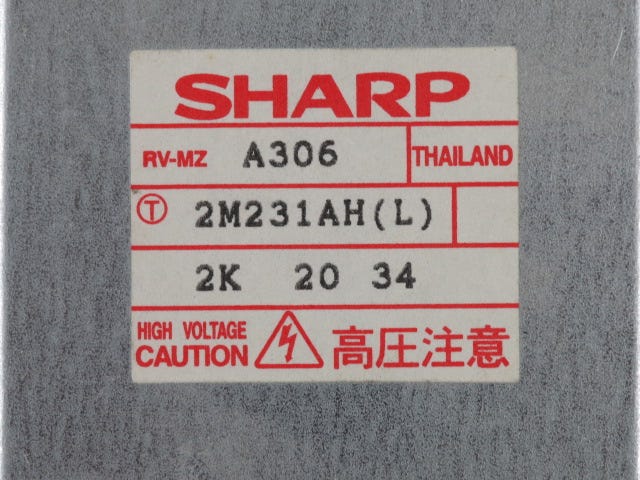 SHARP
RV-MZ A306 THAILAND
T 2M231AH(L)
2K 20 34
HIGH VOLTAGE
CAUTION 高圧注意